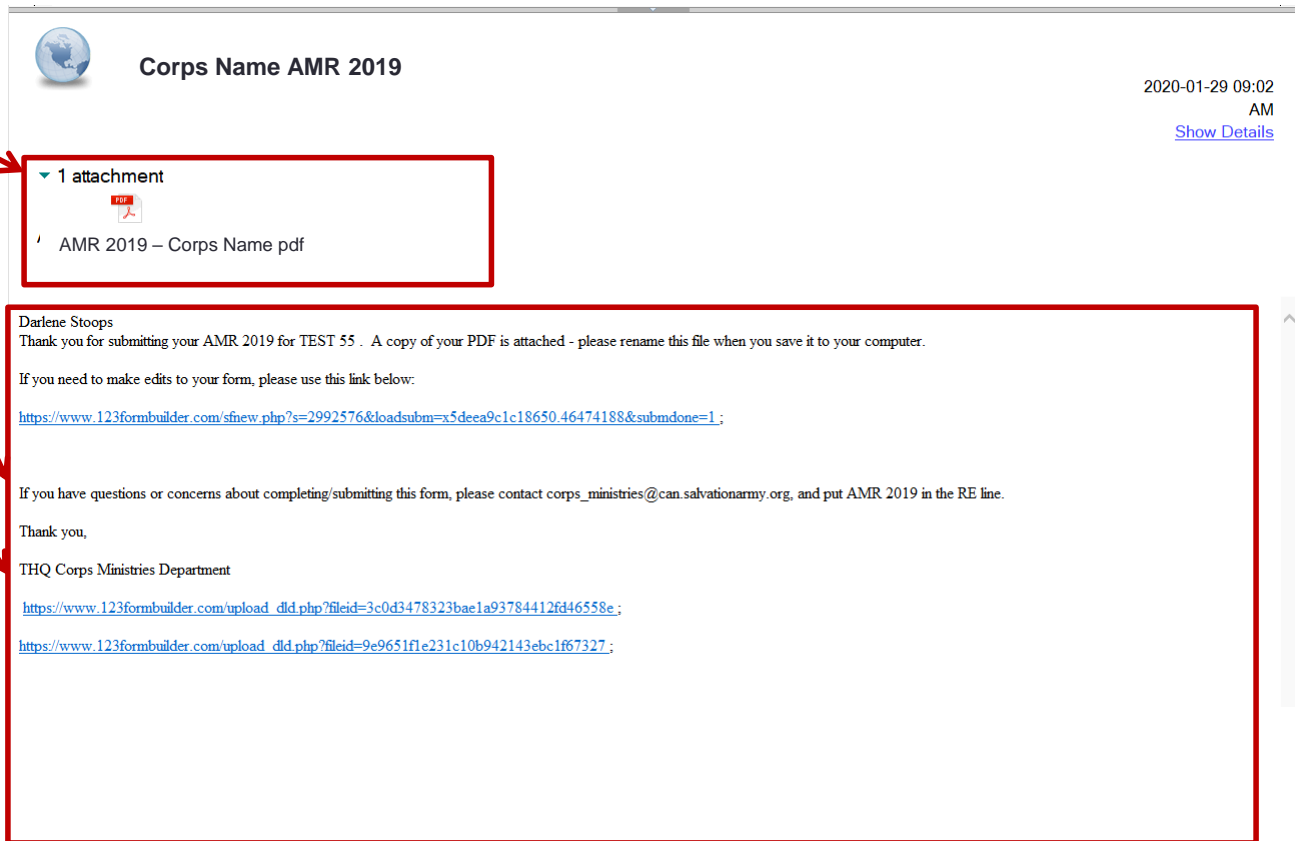 Corps Name AMR 2019
2020-01-29 09:02
AM
Show Details
1 attachment
PDF
AMR 2019 – Corps Name pdf
Darlene Stoops
Thank you for submitting your AMR 2019 for TEST 55 . A copy of your PDF is attached - please rename this file when you save it to your computer.
If you need to make edits to your form, please use this link below:
https://www.123formbuilder.com/sfnew.php?s=2992576&loadsubm=x5deea9c1c18650.46474188&submdone=1 ;
If you have questions or concerns about completing/submitting this form, please contact corps_ministries@can.salvationarmy.org, and put AMR 2019 in the RE line.
Thank you,
THQ Corps Ministries Department
https://www.123formbuilder.com/upload_dld.php?fileid=3c0d3478323bae1a93784412fd46558e ;
https://www.123formbuilder.com/upload_dld.php?fileid=9e9651f1e231c10b942143ebc1f67327 ;